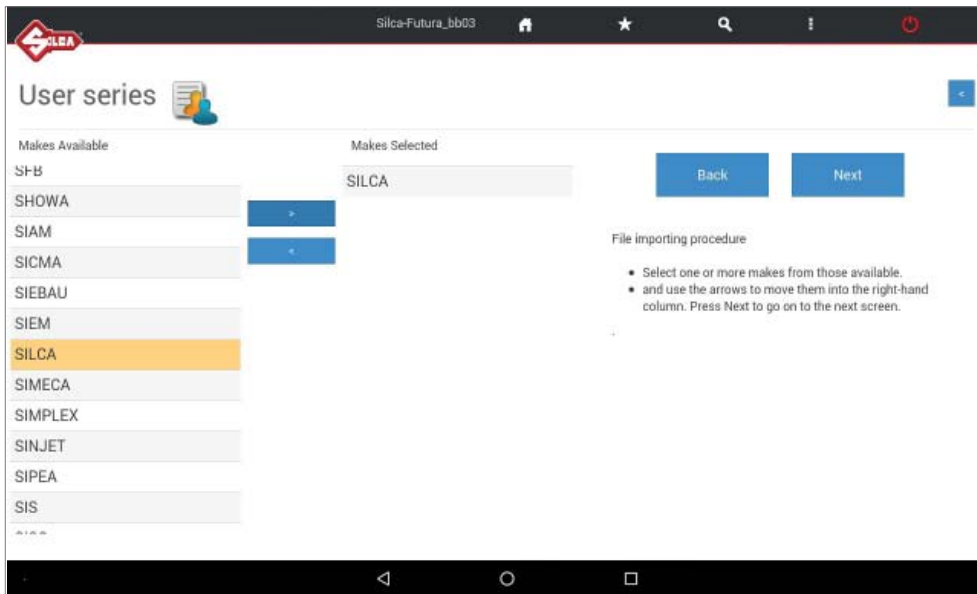 Silca-Futura_bb03
SILCA
User series
<
Makes Available
Makes Selected
SFB
SHOWA
SIAM
SICMA
SIEBAU
SIEM
SILCA
SIMECA
SIMPLEX
SINJET
SIPEA
SIS
>
<
SILCA
Back
Next
File importing procedure
• Select one or more makes from those available.
• and use the arrows to move them into the right-hand
column. Press Next to go on to the next screen.
.